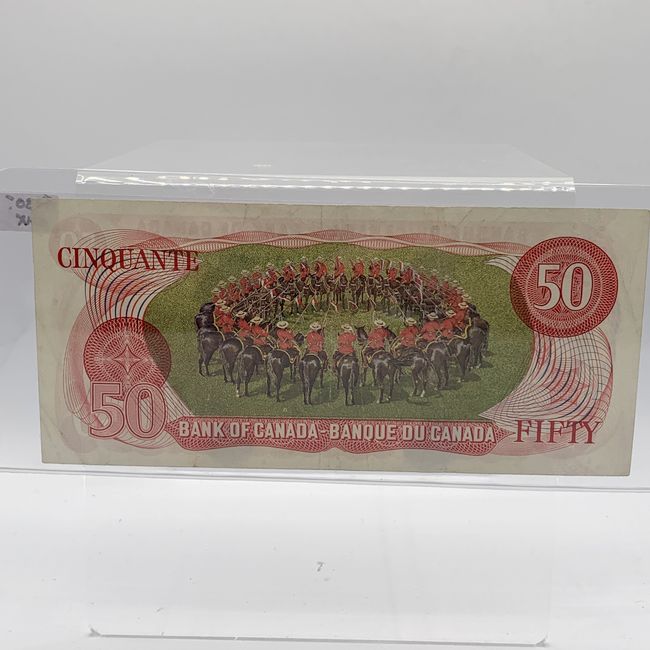 CINQUANTE
50
50
BANK OF CANADA - BANQUE DU CANADA
FIFTY